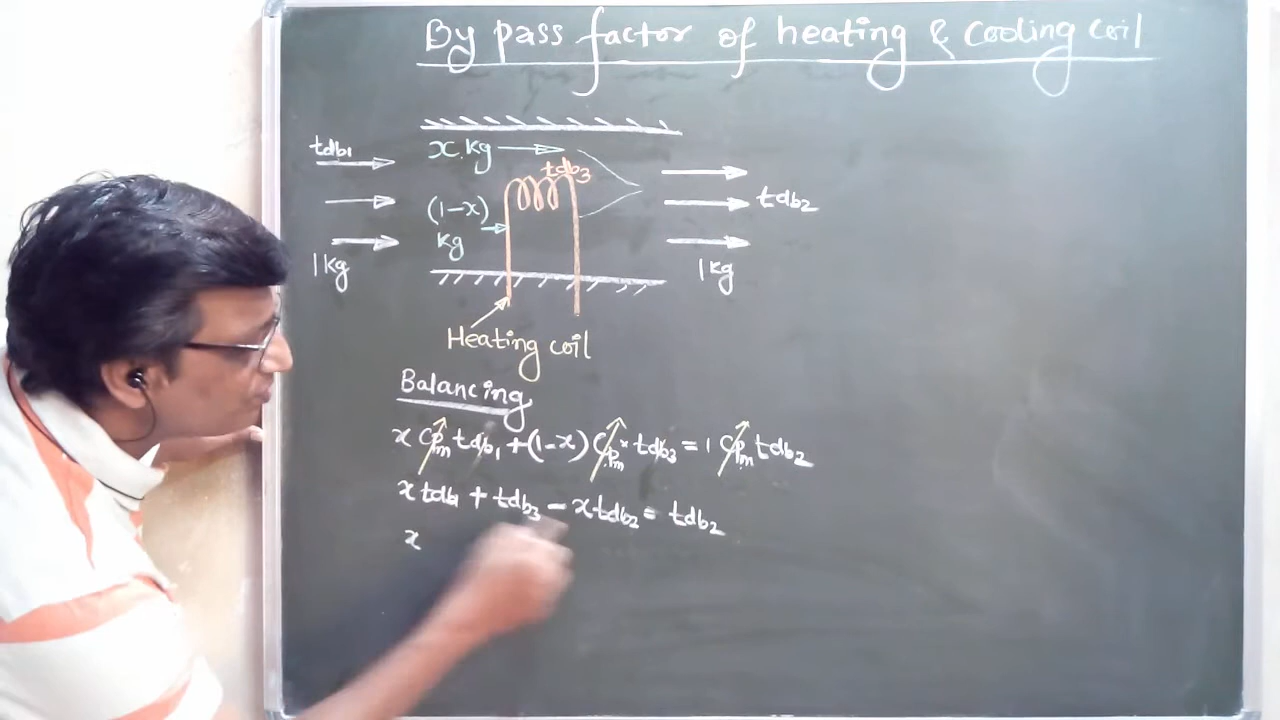 By pass factor of heating & cooling coil
tdb1
x.kg
tdb3
(1-x)
kg
tdb2
1kg
1kg
Heating coil
Balancing
x Cpm tdb1 + (1-x) Cpm × tdb3 = 1 Cpm tdb2
x tdb1 + tdb3 - x tdb2 = tdb2
x